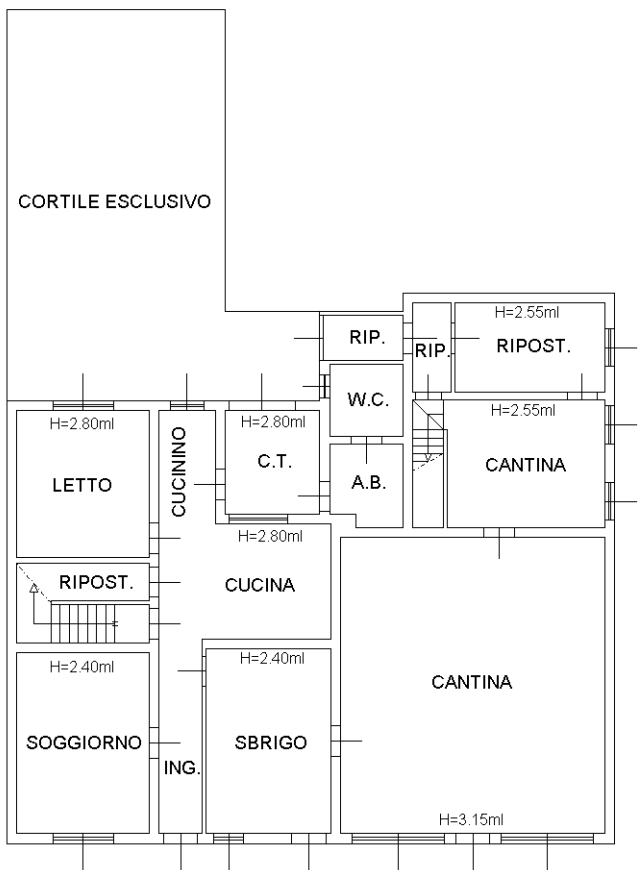 CORTILE ESCLUSIVO
H=2.55ml
RIP.
RIP.
RIPOST.
W.C.
H=2.80ml
H=2.80ml
H=2.55ml
CUCININO
C.T.
CANTINA
LETTO
A.B.
H=2.80ml
RIPOST.
CUCINA
H=2.40ml
H=2.40ml
CANTINA
SOGGIORNO
SBRIGO
ING.
H=3.15ml